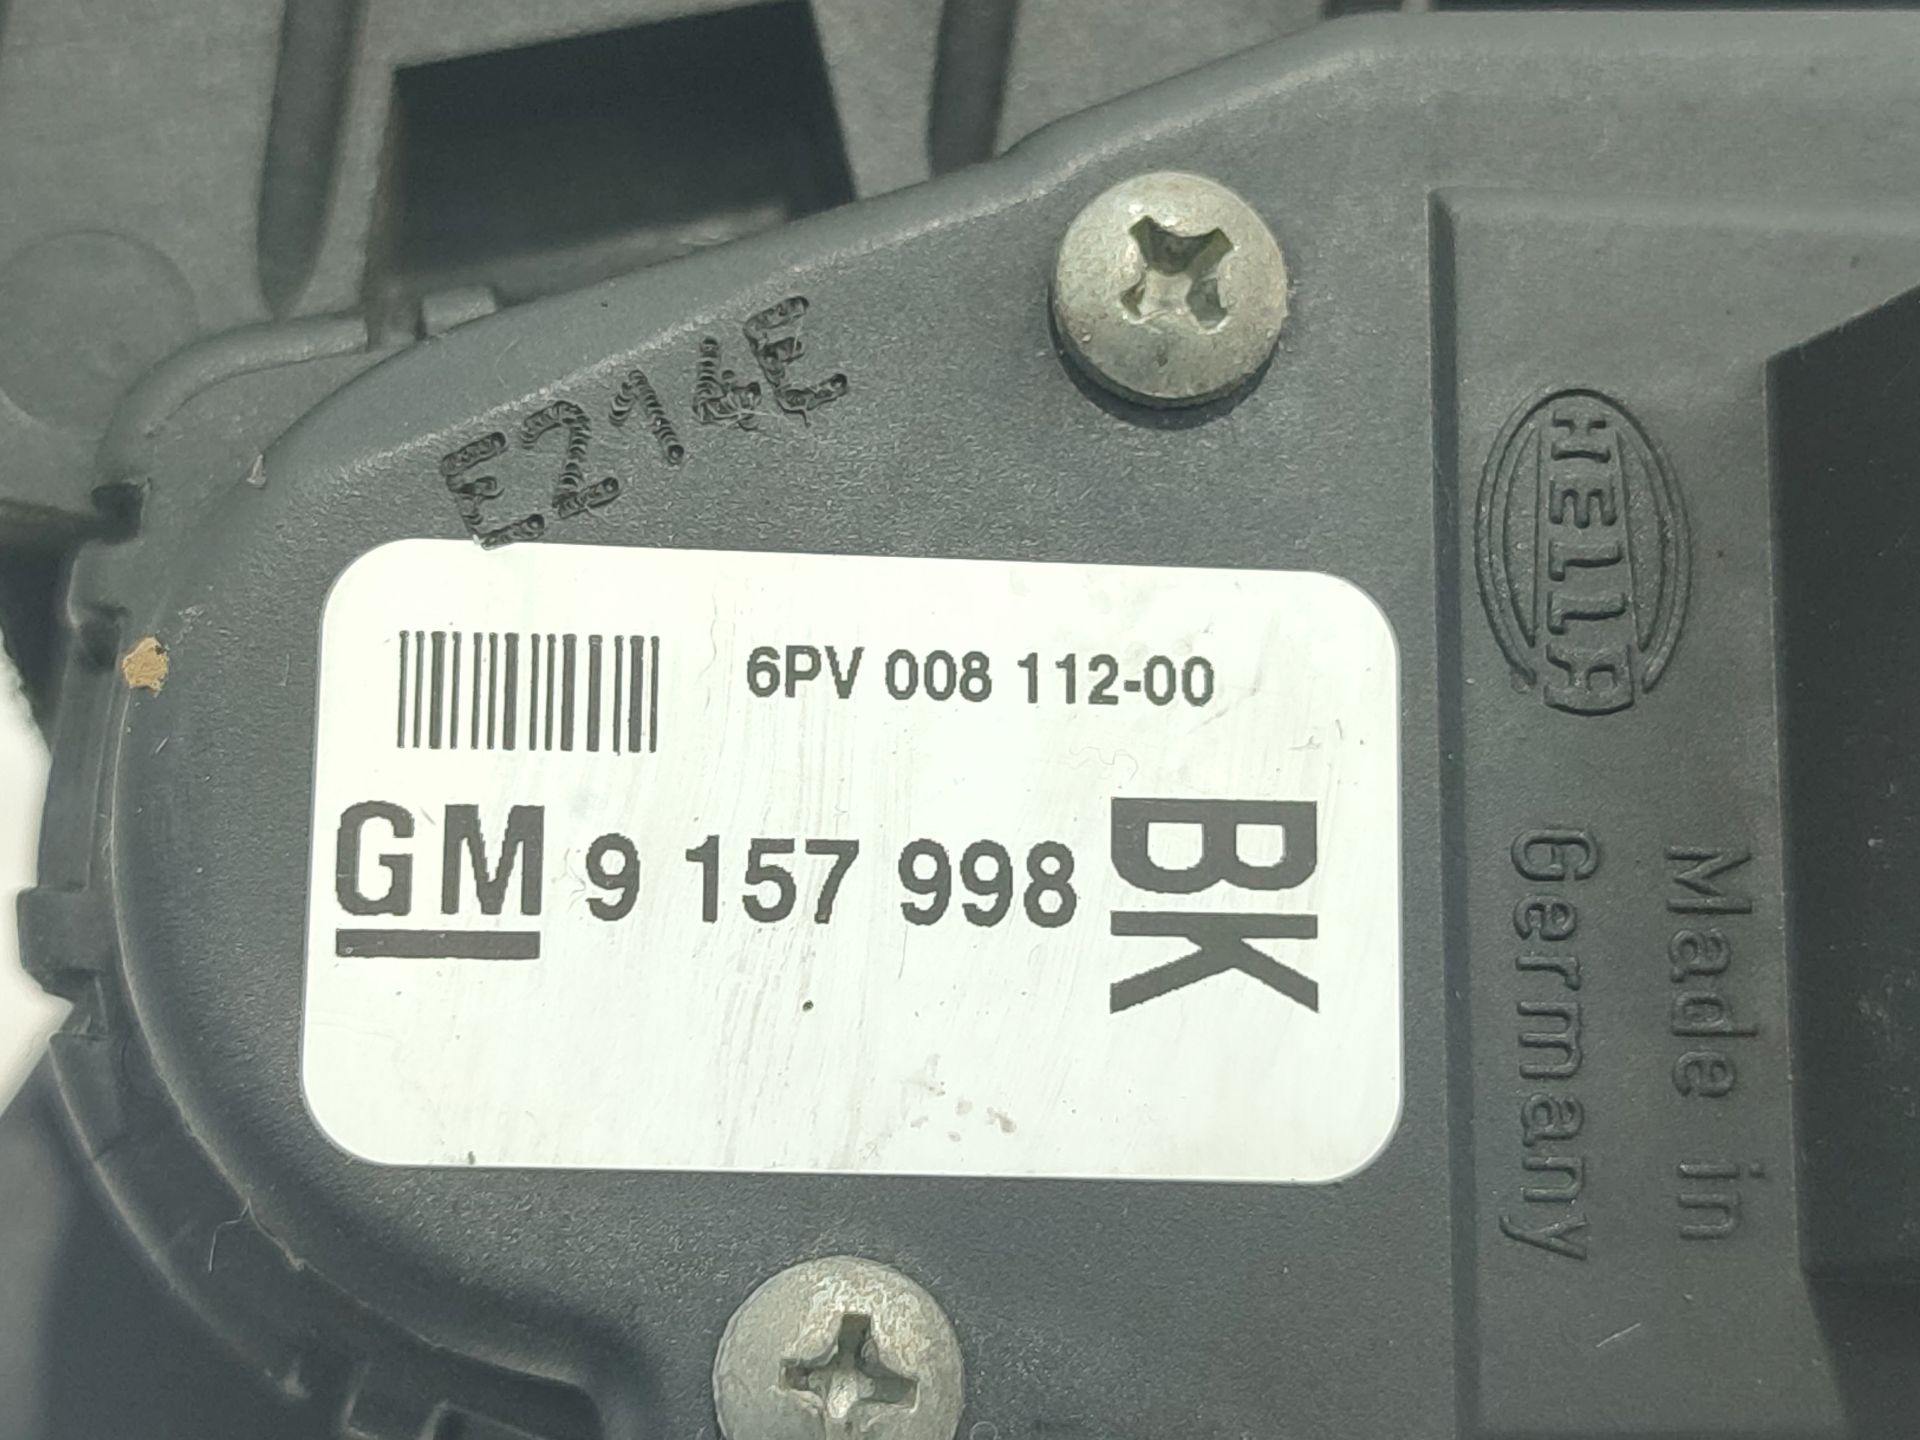 E214E
6PV 008 112-00
GM 9 157 998
BK
HELLA
Made in
Germany